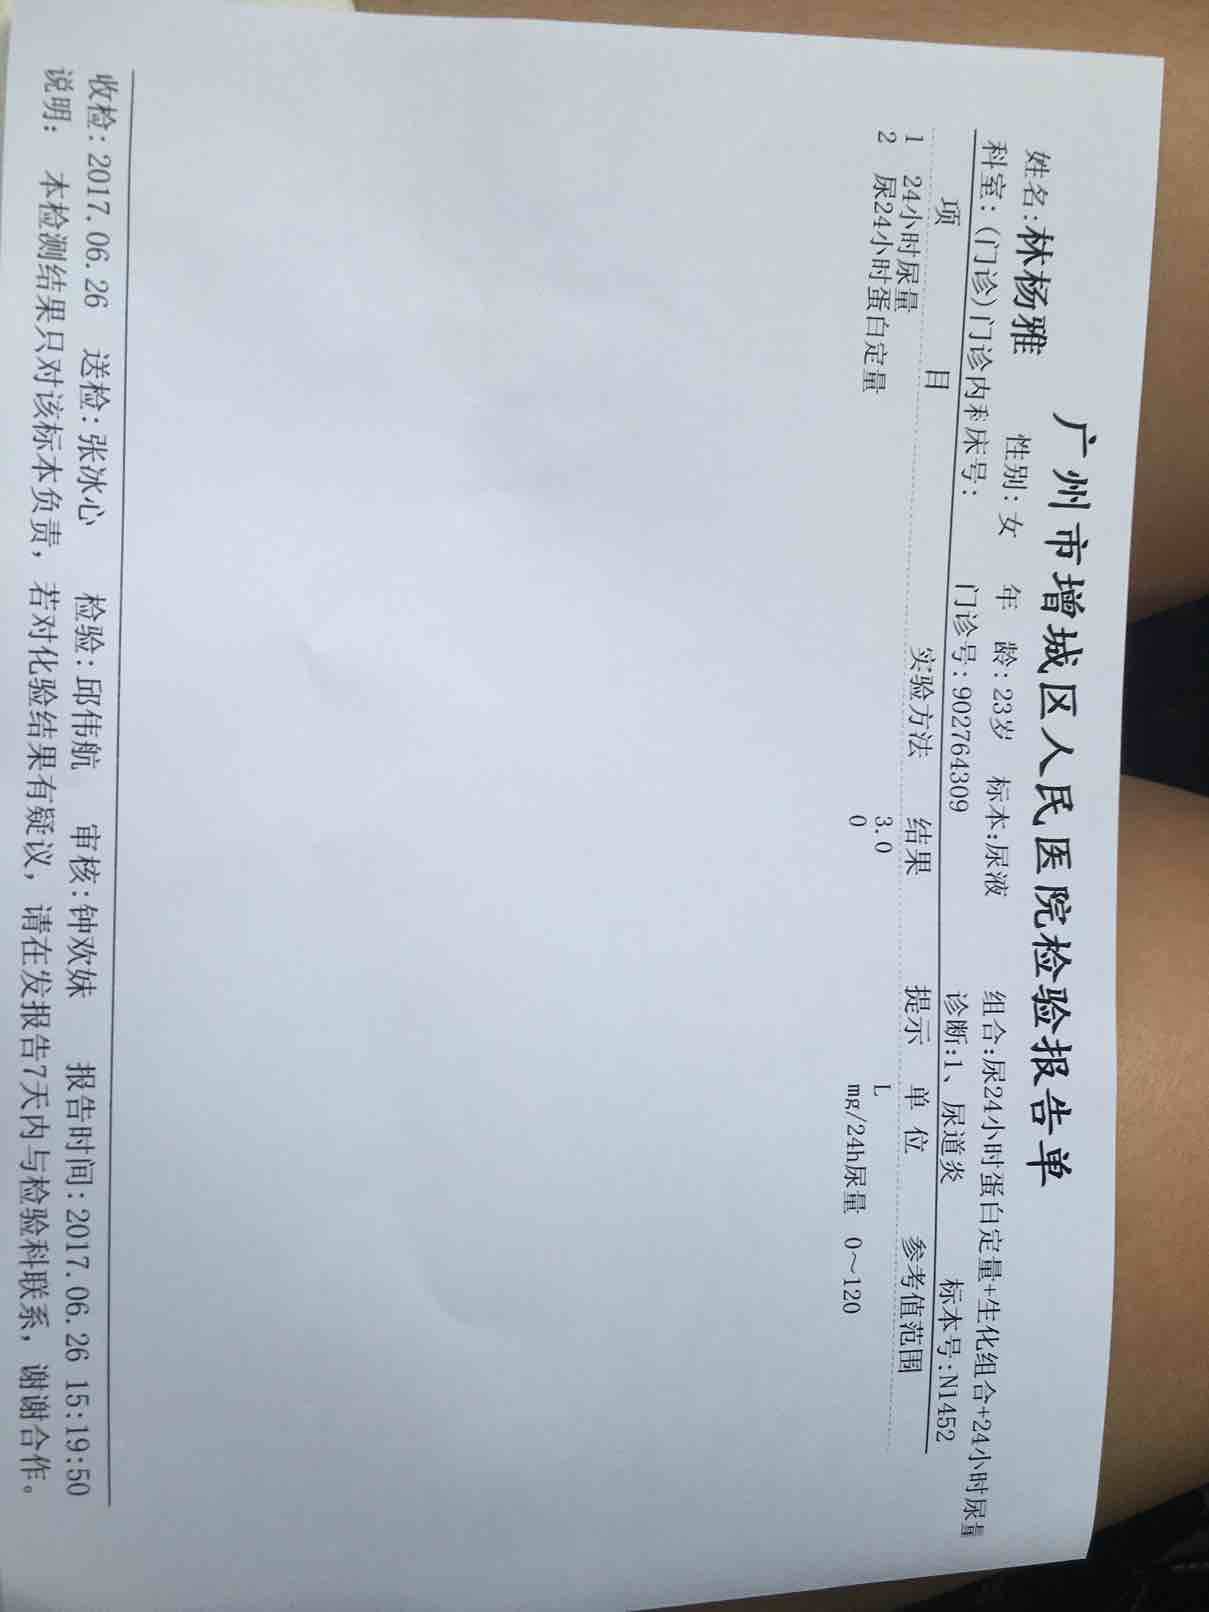 广州市增城区人民医院检验报告单
姓名:林杨雅 性别:女 年 龄:23岁 标本:尿液 组合:尿24小时蛋白定量+生化组合+24小时尿量
科室:(门诊)门诊内科 床号: 门诊号:902764309 诊断:1、尿道炎 标本号:N1452
项 目 实验方法 结果 提示 单 位 参考值范围
1 24小时尿量 3.0 L
2 尿24小时蛋白定量 0 mg/24h尿量 0～120
收检:2017.06.26 送检:张冰心 检验:邱伟航 审核:钟欢妹 报告时间:2017.06.26 15:19:50
说明: 本检测结果只对该标本负责，若对化验结果有疑议，请在发报告7天内与检验科联系，谢谢合作。